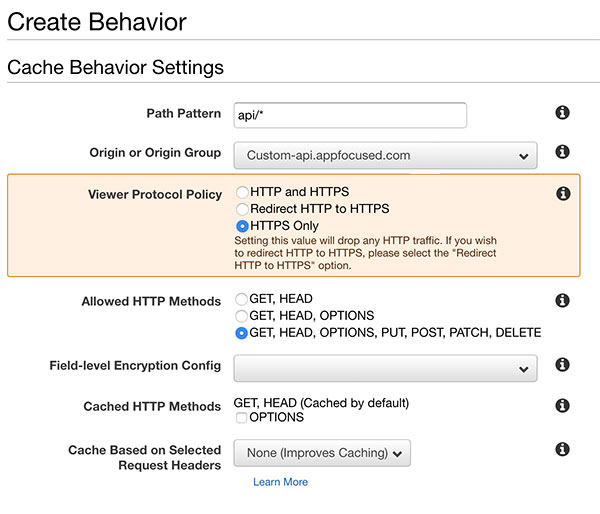 Create Behavior
Cache Behavior Settings
Path Pattern
api/*
Origin or Origin Group
Custom-api.appfocused.com
Viewer Protocol Policy
HTTP and HTTPS
Redirect HTTP to HTTPS
HTTPS Only
Setting this value will drop any HTTP traffic. If you wish
to redirect HTTP to HTTPS, please select the "Redirect
HTTP to HTTPS" option.
Allowed HTTP Methods
GET, HEAD
GET, HEAD, OPTIONS
GET, HEAD, OPTIONS, PUT, POST, PATCH, DELETE
Field-level Encryption Config
Cached HTTP Methods
GET, HEAD (Cached by default)
OPTIONS
Cache Based on Selected
Request Headers
None (Improves Caching)
Learn More